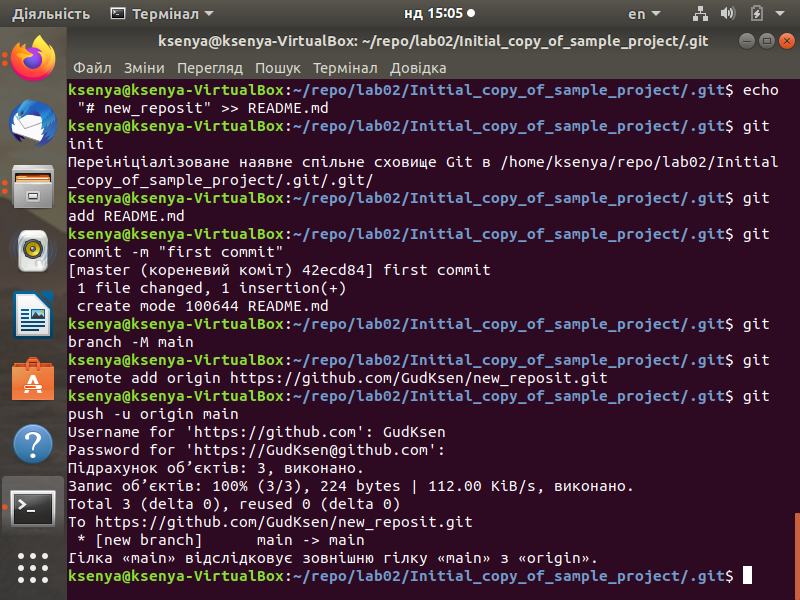 Діяльність Термінал нд 15:05 en
ksenya@ksenya-VirtualBox: ~/repo/lab02/Initial_copy_of_sample_project/.git
Файл Зміни Перегляд Пошук Термінал Довідка
ksenya@ksenya-VirtualBox:~/repo/lab02/Initial_copy_of_sample_project/.git$ echo
 "# new_reposit" >> README.md
ksenya@ksenya-VirtualBox:~/repo/lab02/Initial_copy_of_sample_project/.git$ git
init
Переініціалізоване наявне спільне сховище Git в /home/ksenya/repo/lab02/Initial
_copy_of_sample_project/.git/.git/
ksenya@ksenya-VirtualBox:~/repo/lab02/Initial_copy_of_sample_project/.git$ git
add README.md
ksenya@ksenya-VirtualBox:~/repo/lab02/Initial_copy_of_sample_project/.git$ git
commit -m "first commit"
[master (кореневий коміт) 42ecd84] first commit
 1 file changed, 1 insertion(+)
 create mode 100644 README.md
ksenya@ksenya-VirtualBox:~/repo/lab02/Initial_copy_of_sample_project/.git$ git
branch -M main
ksenya@ksenya-VirtualBox:~/repo/lab02/Initial_copy_of_sample_project/.git$ git
remote add origin https://github.com/GudKsen/new_reposit.git
ksenya@ksenya-VirtualBox:~/repo/lab02/Initial_copy_of_sample_project/.git$ git
push -u origin main
Username for 'https://github.com': GudKsen
Password for 'https://GudKsen@github.com':
Підрахунок об’єктів: 3, виконано.
Запис об’єктів: 100% (3/3), 224 bytes | 112.00 KiB/s, виконано.
Total 3 (delta 0), reused 0 (delta 0)
To https://github.com/GudKsen/new_reposit.git
 * [new branch]      main -> main
Гілка «main» відслідковує зовнішню гілку «main» з «origin».
ksenya@ksenya-VirtualBox:~/repo/lab02/Initial_copy_of_sample_project/.git$